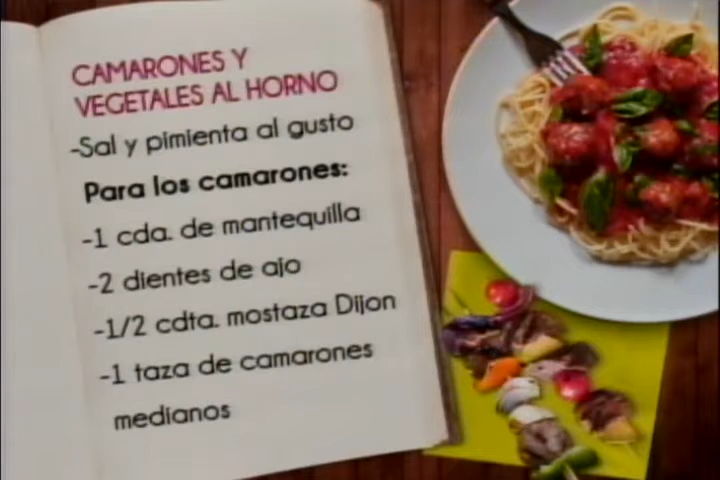 CAMARONES Y
VEGETALES AL HORNO
-Sal y pimienta al gusto
Para los camarones:
-1 cda. de mantequilla
-2 dientes de ajo
-1/2 cdta. mostaza Dijon
-1 taza de camarones
medianos